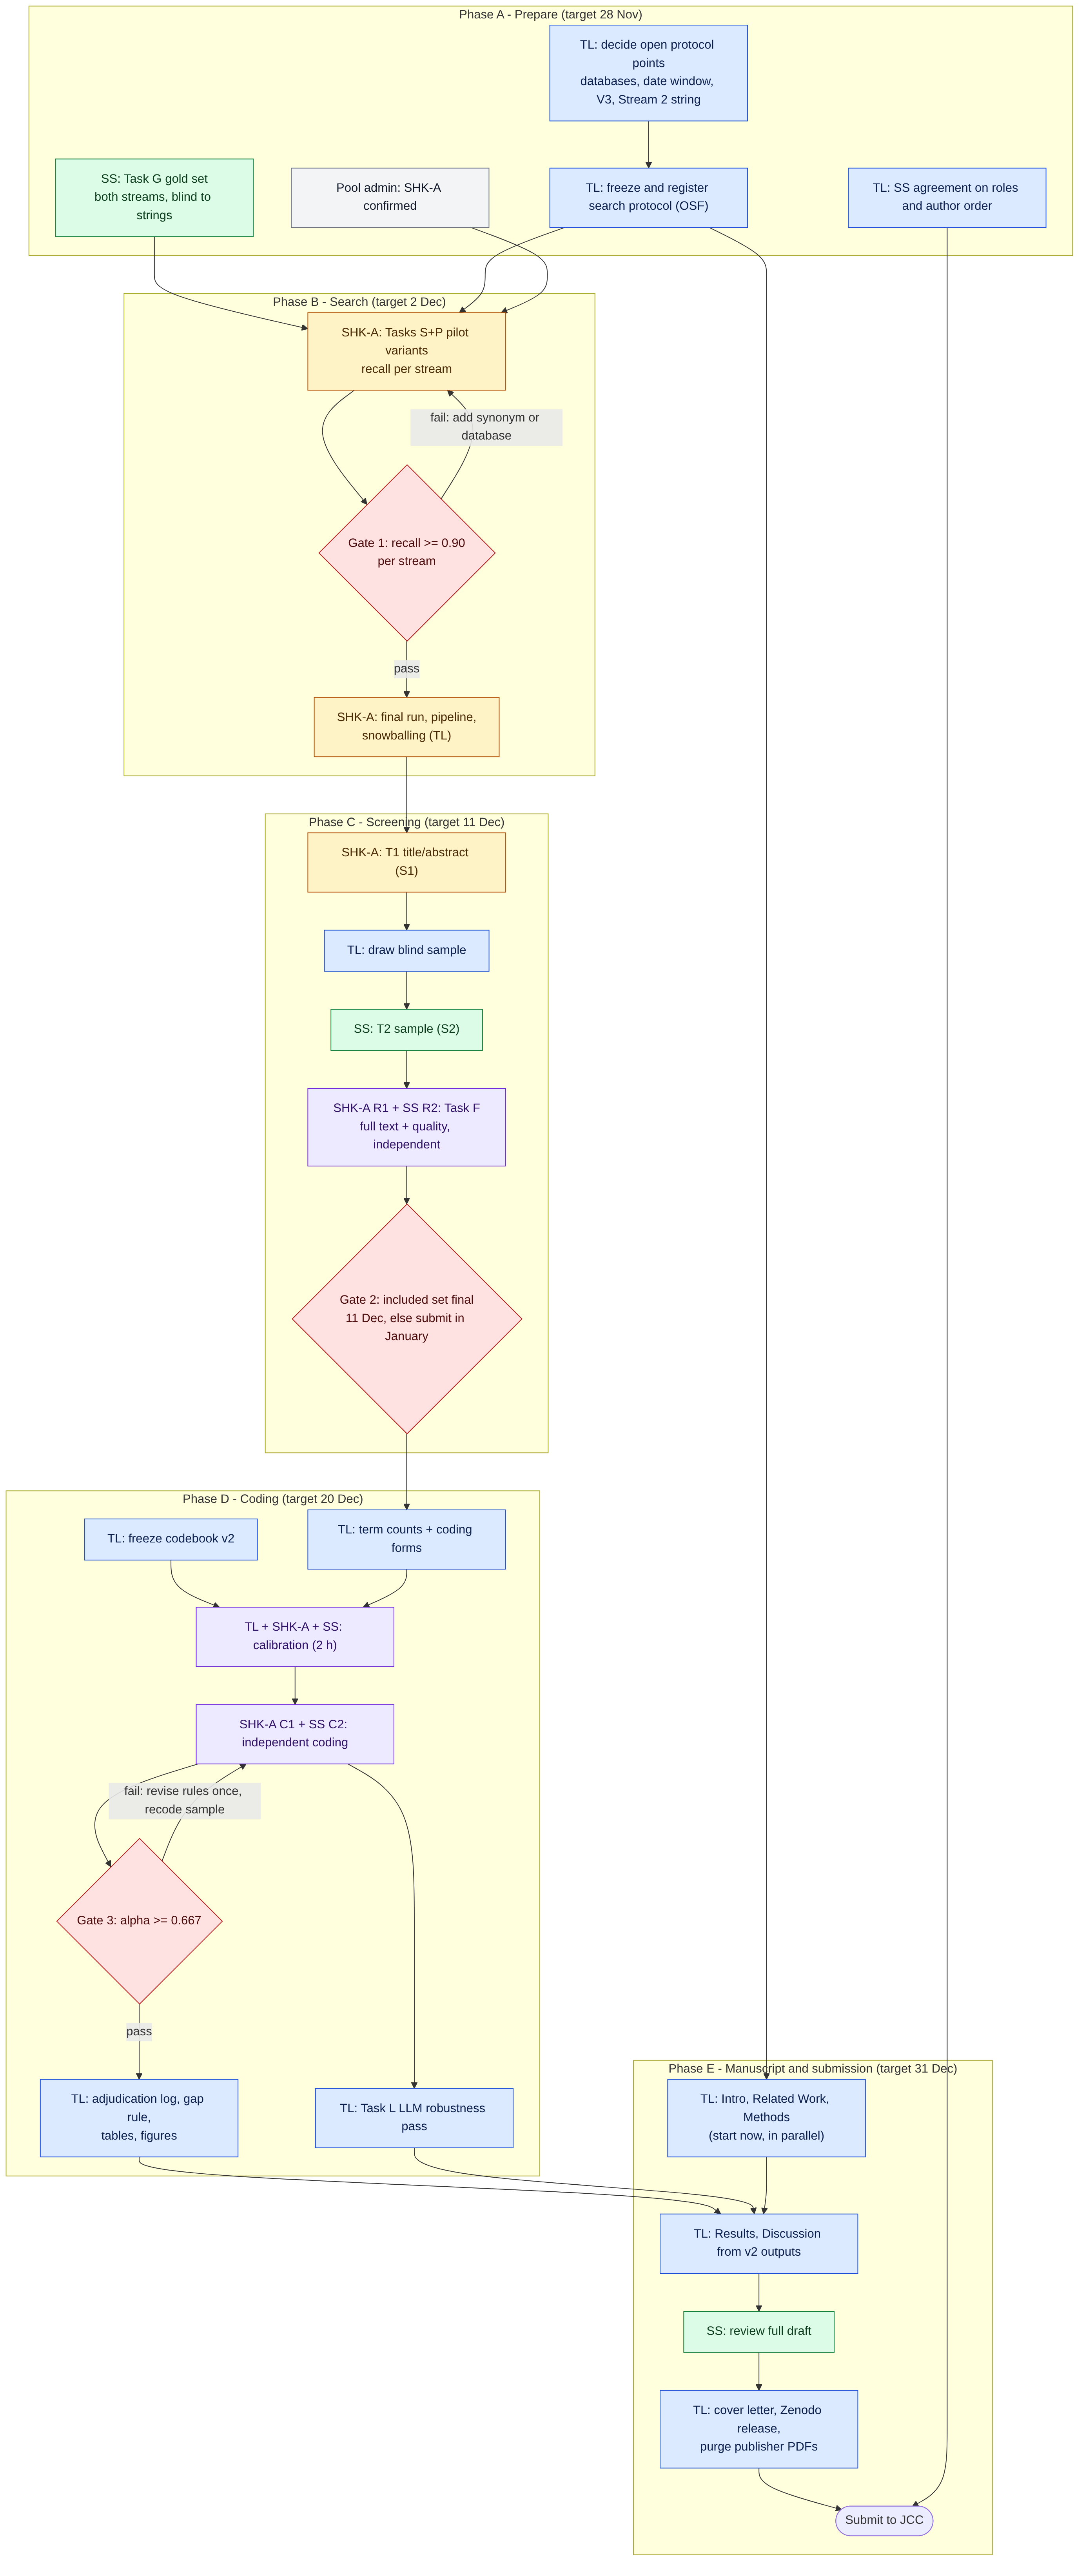 Phase A - Prepare (target 28 Nov)
TL: decide open protocol
points
databases, date window,
V3, Stream 2 string
SS: Task G gold set
both streams, blind to
strings
Pool admin: SHK-A
confirmed
TL: freeze and register
search protocol (OSF)
TL: SS agreement on roles
and author order
Phase B - Search (target 2 Dec)
SHK-A: Tasks S+P pilot
variants
recall per stream
fail: add synonym or
database
Gate 1: recall >= 0.90
per stream
pass
SHK-A: final run, pipeline,
snowballing (TL)
Phase C - Screening (target 11 Dec)
SHK-A: T1 title/abstract
(S1)
TL: draw blind sample
SS: T2 sample (S2)
SHK-A R1 + SS R2: Task F
full text + quality,
independent
Gate 2: included set final
11 Dec, else submit in
January
Phase D - Coding (target 20 Dec)
TL: freeze codebook v2
TL: term counts + coding
forms
TL + SHK-A + SS:
calibration (2 h)
SHK-A C1 + SS C2:
independent coding
fail: revise rules once,
recode sample
Gate 3: alpha >= 0.667
pass
TL: adjudication log, gap
rule,
tables, figures
TL: Task L LLM robustness
pass
Phase E - Manuscript and submission (target 31 Dec)
TL: Intro, Related Work,
Methods
(start now, in parallel)
TL: Results, Discussion
from v2 outputs
SS: review full draft
TL: cover letter, Zenodo
release,
purge publisher PDFs
Submit to JCC